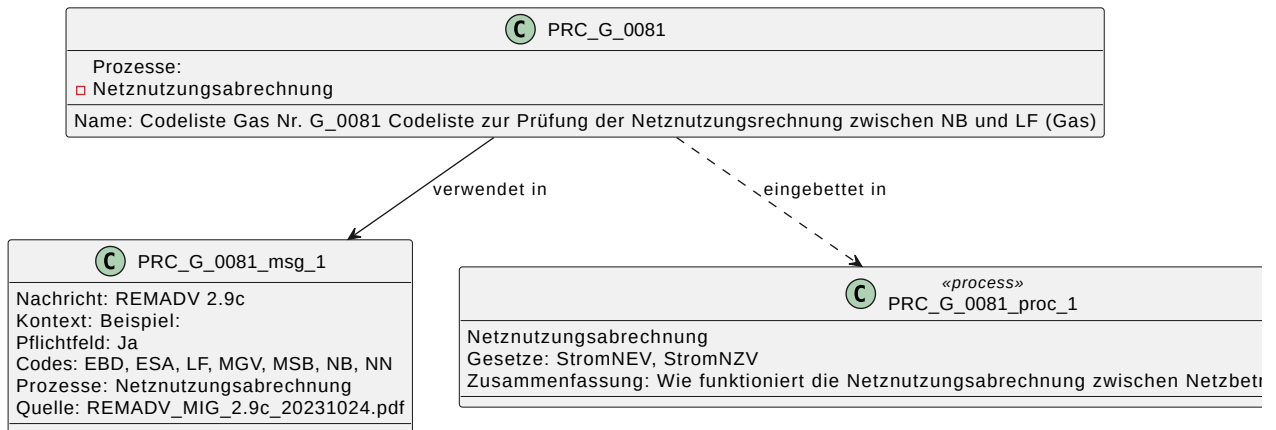 C PRC_G_0081
Prozesse:
Netznutzungsabrechnung
Name: Codeliste Gas Nr. G_0081 Codeliste zur Prüfung der Netznutzungsrechnung zwischen NB und LF (Gas)
verwendet in
eingebettet in
C PRC_G_0081_msg_1
Nachricht: REMADV 2.9c
Kontext: Beispiel:
Pflichtfeld: Ja
Codes: EBD, ESA, LF, MGV, MSB, NB, NN
Prozesse: Netznutzungsabrechnung
Quelle: REMADV_MIG_2.9c_20231024.pdf
«process»
C PRC_G_0081_proc_1
Netznutzungsabrechnung
Gesetze: StromNEV, StromNZV
Zusammenfassung: Wie funktioniert die Netznutzungsabrechnung zwischen